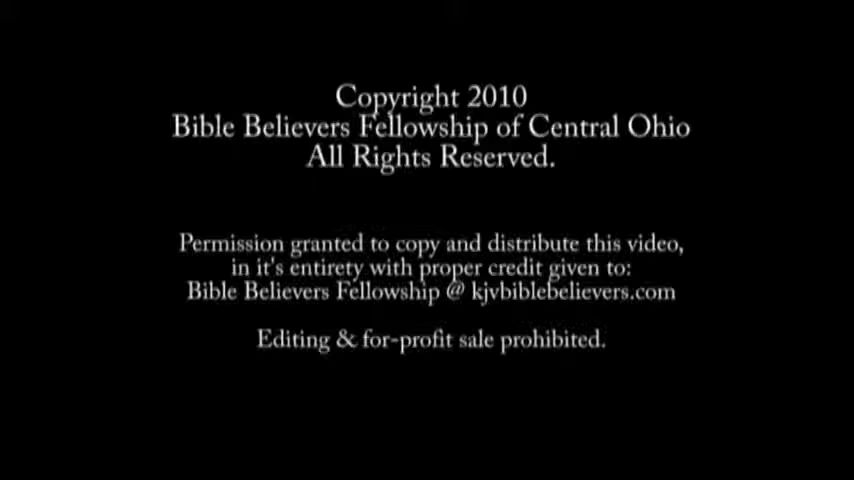 Copyright 2010
Bible Believers Fellowship of Central Ohio
All Rights Reserved.
Permission granted to copy and distribute this video,
in it's entirety with proper credit given to:
Bible Believers Fellowship @ kjvbiblebelievers.com
Editing & for-profit sale prohibited.